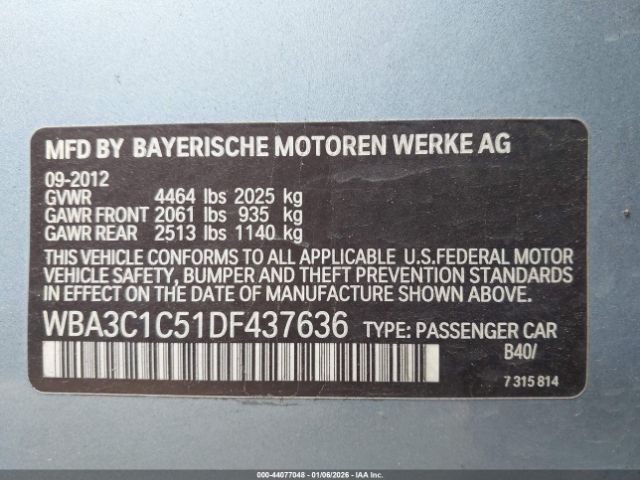 MFD BY BAYERISCHE MOTOREN WERKE AG
09-2012
GVWR 4464 lbs 2025 kg
GAWR FRONT 2061 lbs 935 kg
GAWR REAR 2513 lbs 1140 kg
THIS VEHICLE CONFORMS TO ALL APPLICABLE U.S.FEDERAL MOTOR
VEHICLE SAFETY, BUMPER AND THEFT PREVENTION STANDARDS
IN EFFECT ON THE DATE OF MANUFACTURE SHOWN ABOVE.
WBA3C1C51DF437636 TYPE: PASSENGER CAR
B40/
7 315 814
000-44077048 - 01/06/2026 - IAA Inc.